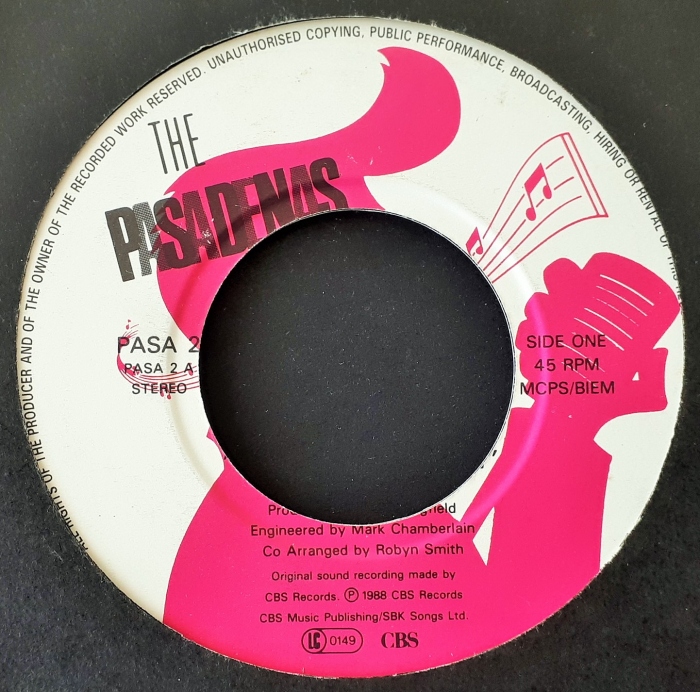 ALL RIGHTS OF THE PRODUCER AND OF THE OWNER OF THE RECORDED WORK RESERVED. UNAUTHORISED COPYING, PUBLIC PERFORMANCE, BROADCASTING, HIRING OR RENTAL OF THIS
THE
PASADENAS
PASA 2
PASA 2 A
STEREO
SIDE ONE
45 RPM
MCPS/BIEM
Engineered by Mark Chamberlain
Co Arranged by Robyn Smith
Original sound recording made by
CBS Records. Ⓟ 1988 CBS Records
CBS Music Publishing/SBK Songs Ltd.
LC 0149 CBS